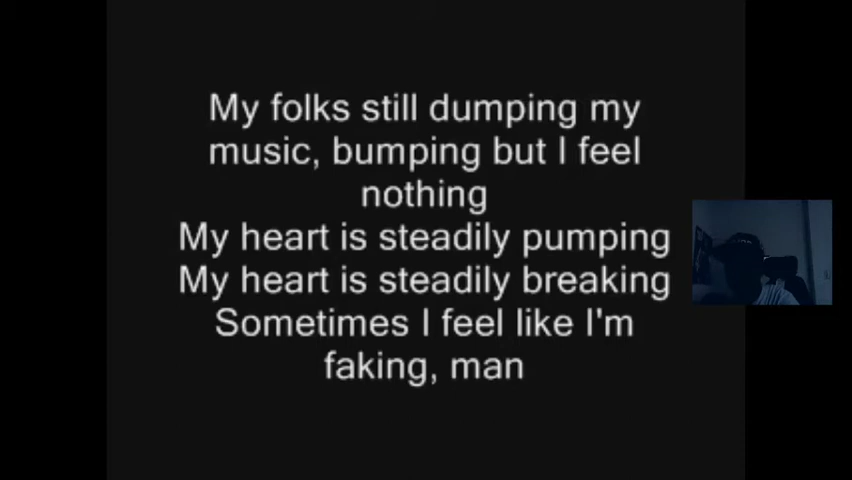 My folks still dumping my
music, bumping but I feel
nothing
My heart is steadily pumping
My heart is steadily breaking
Sometimes I feel like I'm
faking, man